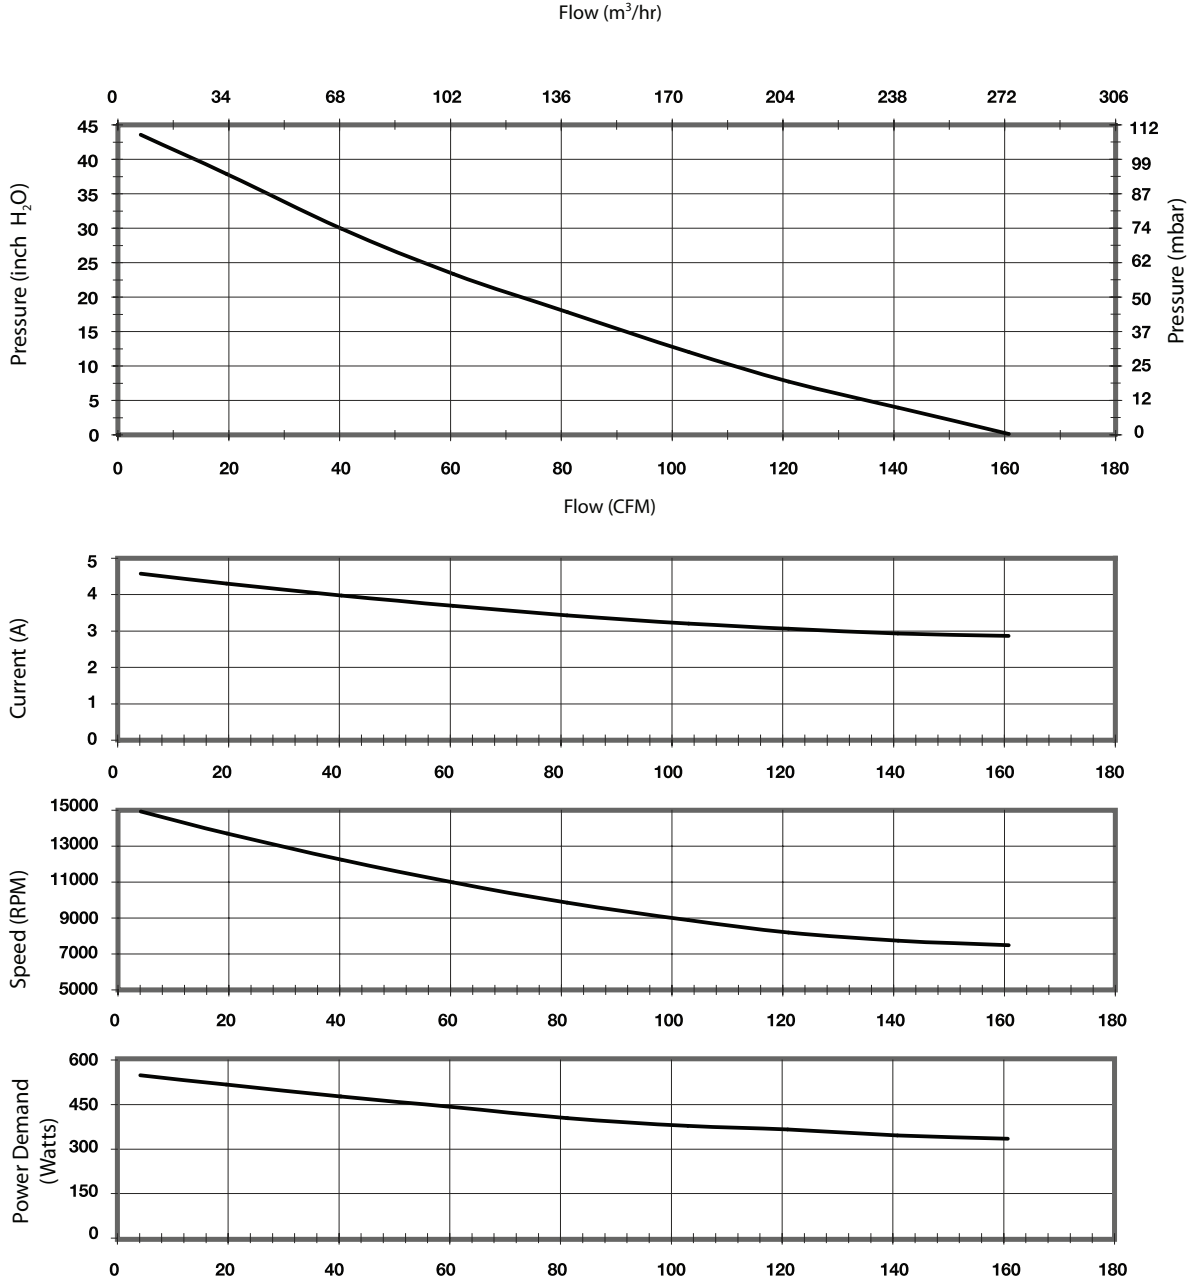 Flow (m³/hr)
0 34 68 102 136 170 204 238 272 306
Pressure (inch H₂O)
45
40
35
30
25
20
15
10
5
0
112
99
87
74
62
50
37
25
12
0
Pressure (mbar)
0 20 40 60 80 100 120 140 160 180
Flow (CFM)
Current (A)
5
4
3
2
1
0
0 20 40 60 80 100 120 140 160 180
Speed (RPM)
15000
13000
11000
9000
7000
5000
0 20 40 60 80 100 120 140 160 180
Power Demand
(Watts)
600
450
300
150
0
0 20 40 60 80 100 120 140 160 180